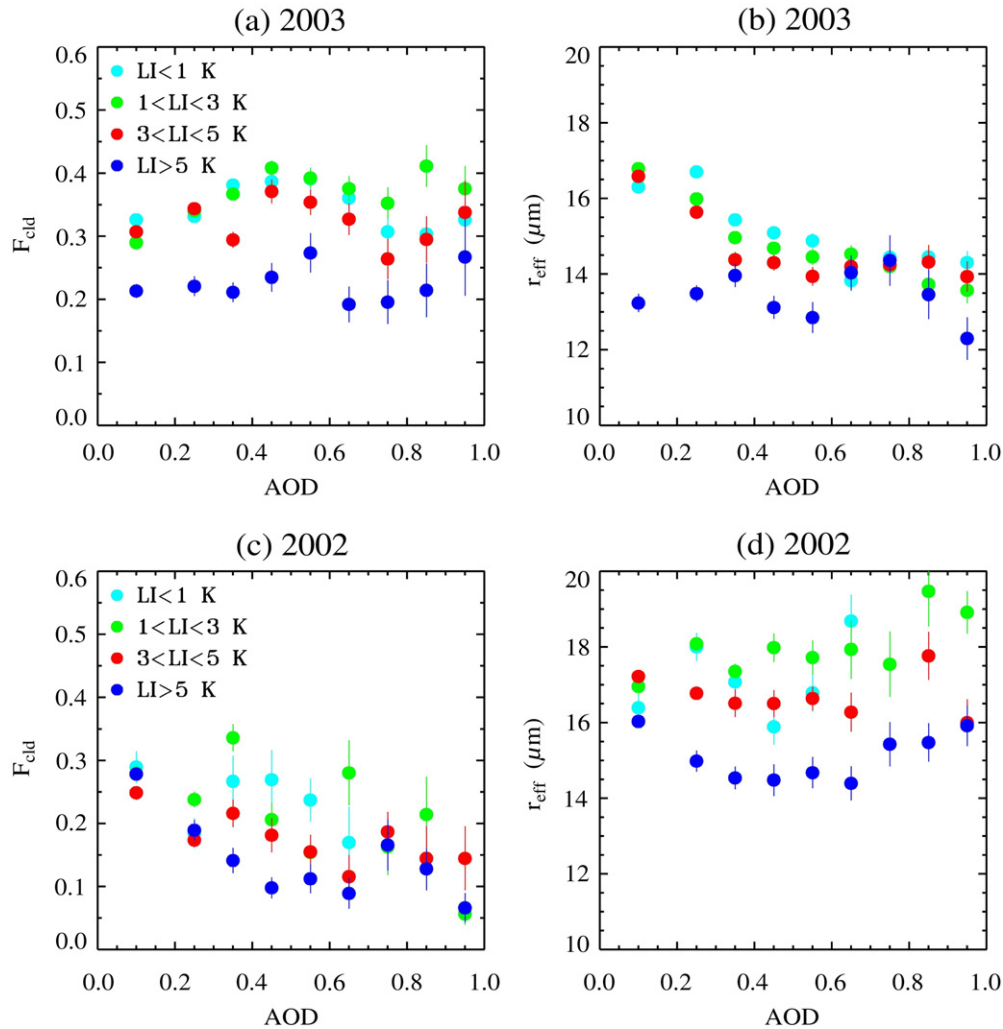 (a) 2003
0.6
0.5
0.4
0.3
0.2
0.1
0.0
F_cld
LI<1 K
1<LI<3 K
3<LI<5 K
LI>5 K
0.0 0.2 0.4 0.6 0.8 1.0
AOD
(b) 2003
20
18
16
14
12
10
r_eff (μm)
0.0 0.2 0.4 0.6 0.8 1.0
AOD
(c) 2002
0.6
0.5
0.4
0.3
0.2
0.1
0.0
F_cld
LI<1 K
1<LI<3 K
3<LI<5 K
LI>5 K
0.0 0.2 0.4 0.6 0.8 1.0
AOD
(d) 2002
20
18
16
14
12
10
r_eff (μm)
0.0 0.2 0.4 0.6 0.8 1.0
AOD